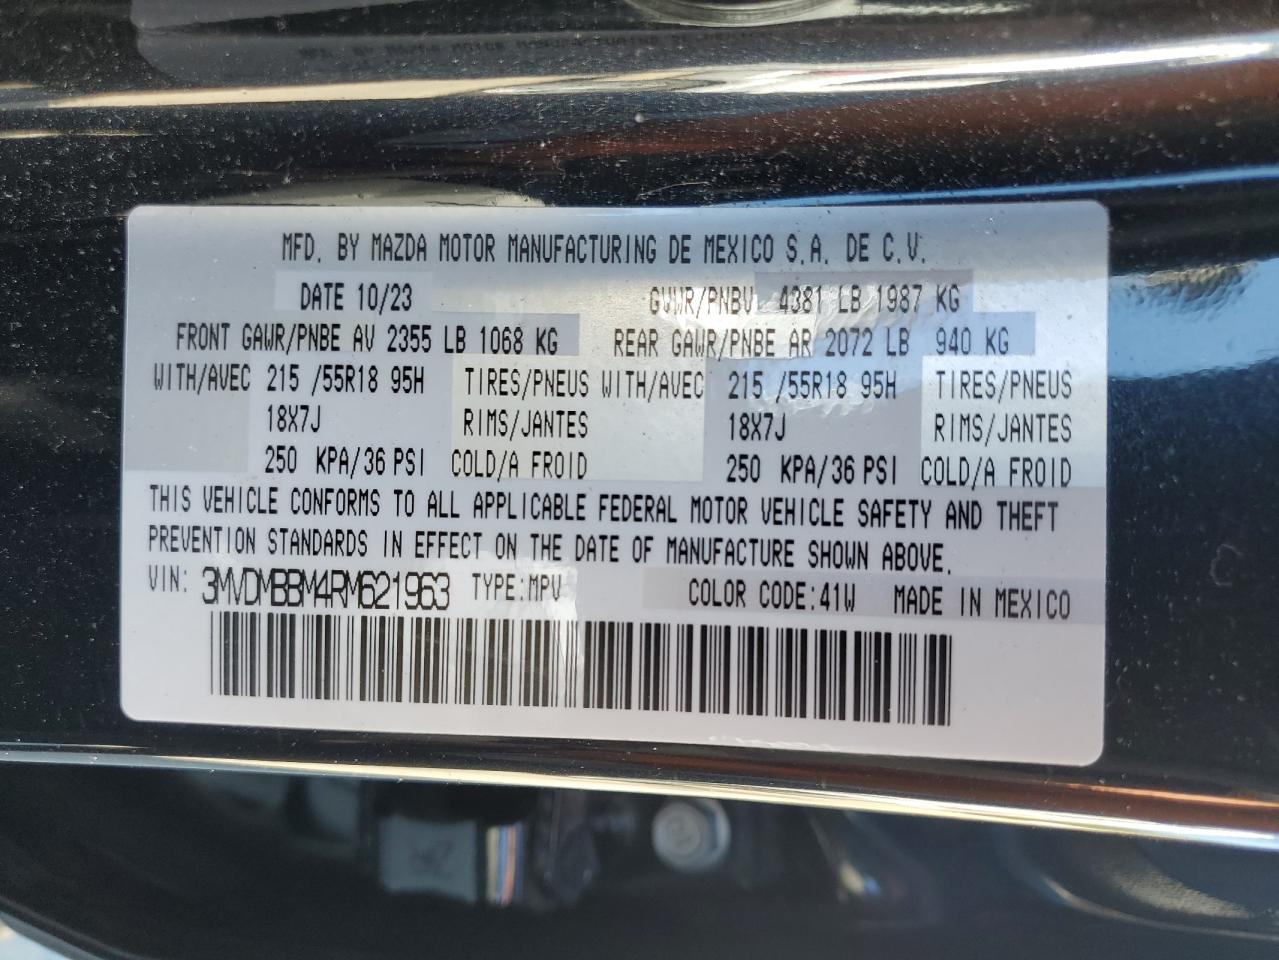 MFD. BY MAZDA MOTOR MANUFACTURING DE MEXICO S.A. DE C.V.
DATE 10/23 GVWR/PNBV 4381 LB 1987 KG
FRONT GAWR/PNBE AV 2355 LB 1068 KG REAR GAWR/PNBE AR 2072 LB 940 KG
WITH/AVEC 215 /55R18 95H TIRES/PNEUS WITH/AVEC 215 /55R18 95H TIRES/PNEUS
18X7J RIMS/JANTES 18X7J RIMS/JANTES
250 KPA/36 PSI COLD/A FROID 250 KPA/36 PSI COLD/A FROID
THIS VEHICLE CONFORMS TO ALL APPLICABLE FEDERAL MOTOR VEHICLE SAFETY AND THEFT
PREVENTION STANDARDS IN EFFECT ON THE DATE OF MANUFACTURE SHOWN ABOVE.
VIN: 3MVDMBBM4RM621963 TYPE:MPV COLOR CODE:41W MADE IN MEXICO